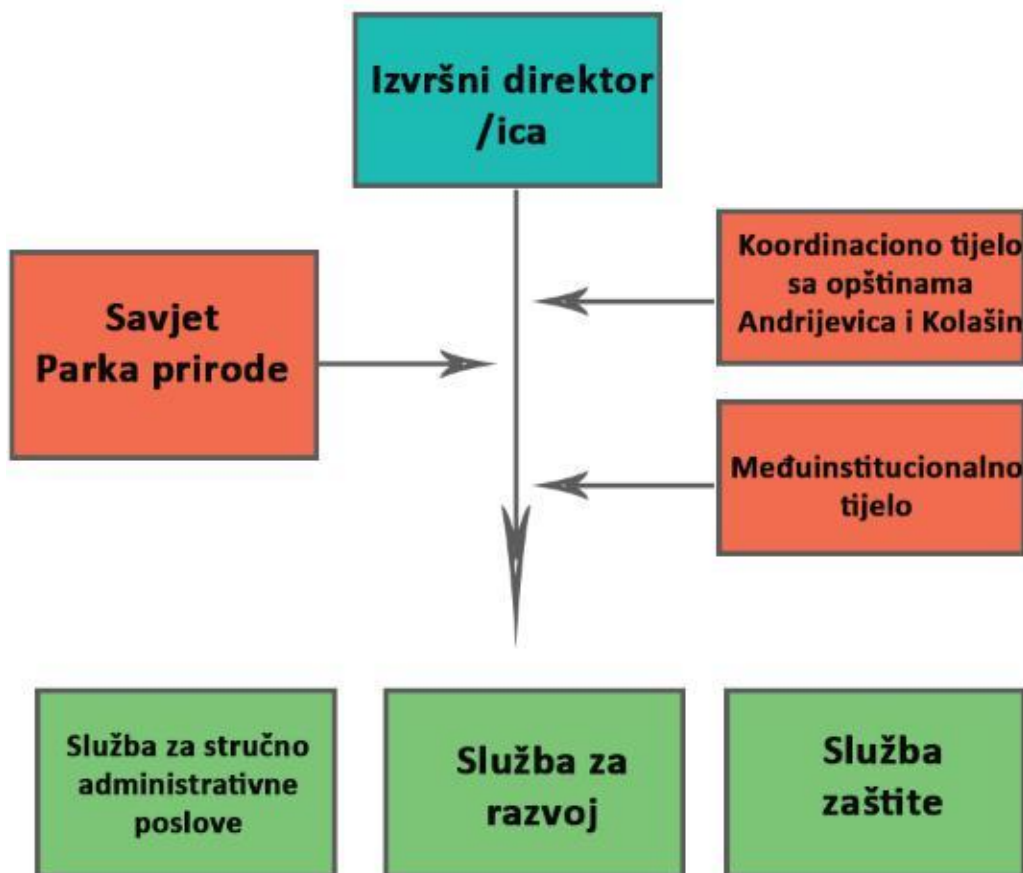 Izvršni direktor
/ica
Savjet
Parka prirode
Koordinaciono tijelo
sa opštinama
Andrijevica i Kolašin
Međuinstitucionalno
tijelo
Služba za stručno
administrativne
poslove
Služba za
razvoj
Služba
zaštite